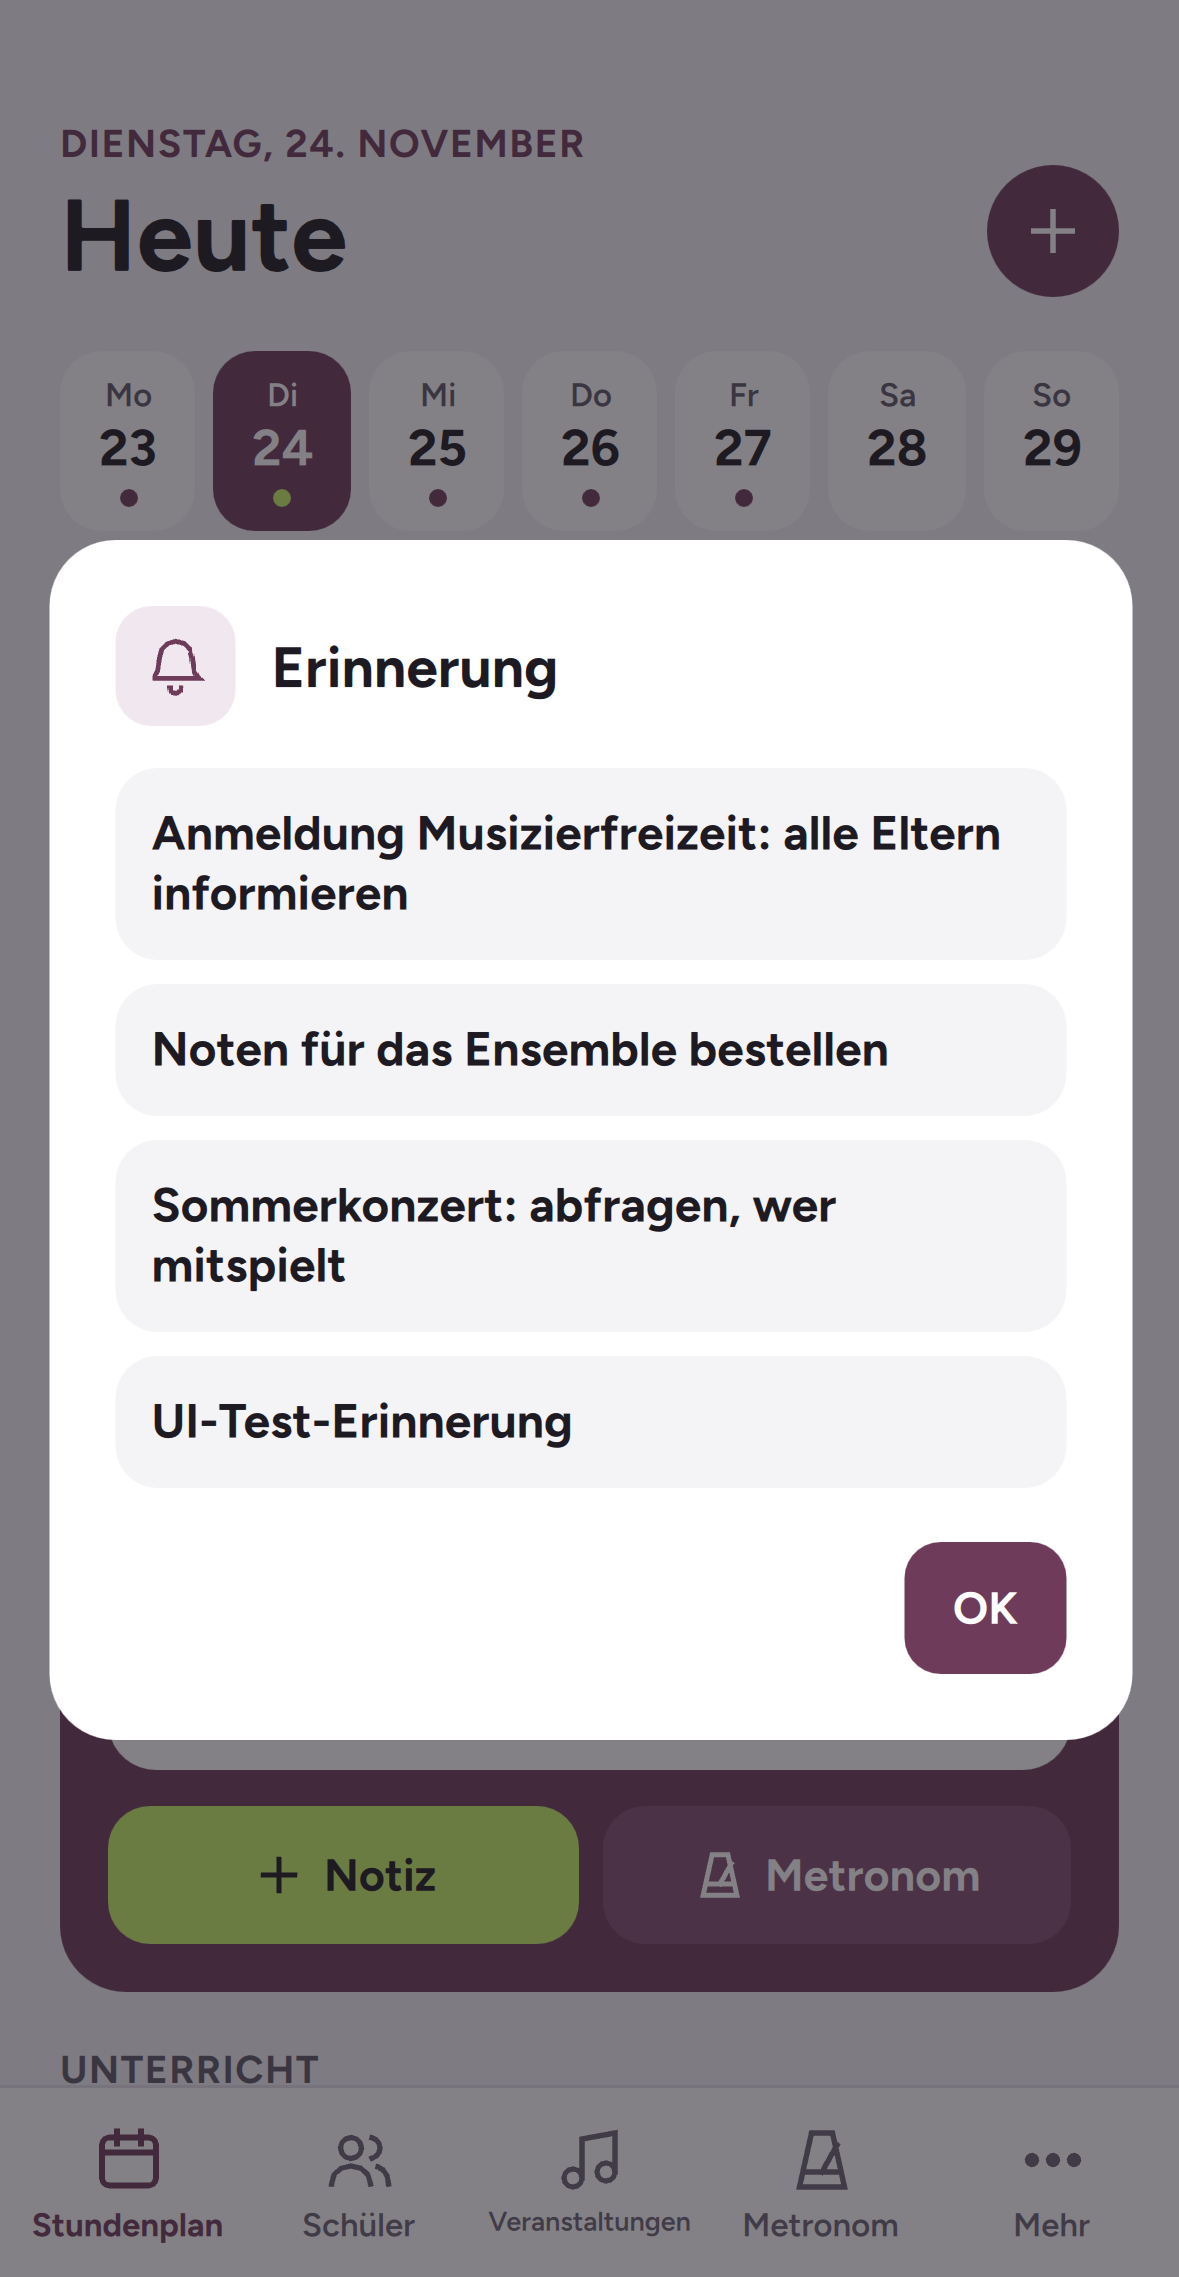 DIENSTAG, 24. NOVEMBER
Heute
Mo Di Mi Do Fr Sa So
23 24 25 26 27 28 29
Erinnerung
Anmeldung Musizierfreizeit: alle Eltern
informieren
Noten für das Ensemble bestellen
Sommerkonzert: abfragen, wer
mitspielt
UI-Test-Erinnerung
OK
Notiz Metronom
UNTERRICHT
Stundenplan Schüler Veranstaltungen Metronom Mehr